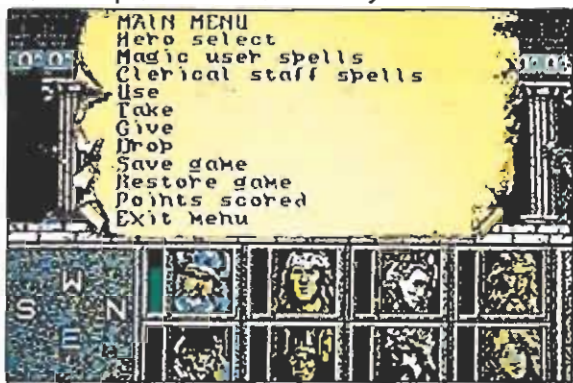 MAIN MENU
Hero select
Magic user spells
Clerical staff spells
Use
Take
Give
Drop
Save game
Restore game
Points scored
Exit menu
W
S N
E